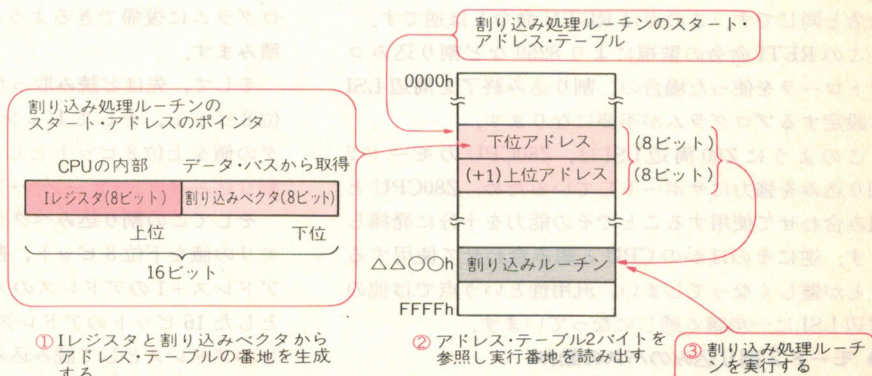 割り込み処理ルーチンのスタート・
アドレス・テーブル
0000h
割り込み処理ルーチンの
スタート・アドレスのポインタ
CPUの内部 データ・バスから取得
Iレジスタ(8ビット) 割り込みベクタ(8ビット)
上位 下位
16ビット
下位アドレス (8ビット)
(+1)上位アドレス (8ビット)
△△○○h 割り込みルーチン
FFFFh
①Iレジスタと割り込みベクタから
アドレス・テーブルの番地を生成
する
② アドレス・テーブル2バイトを
参照し実行番地を読み出す
③ 割り込み処理ルーチ
ンを実行する